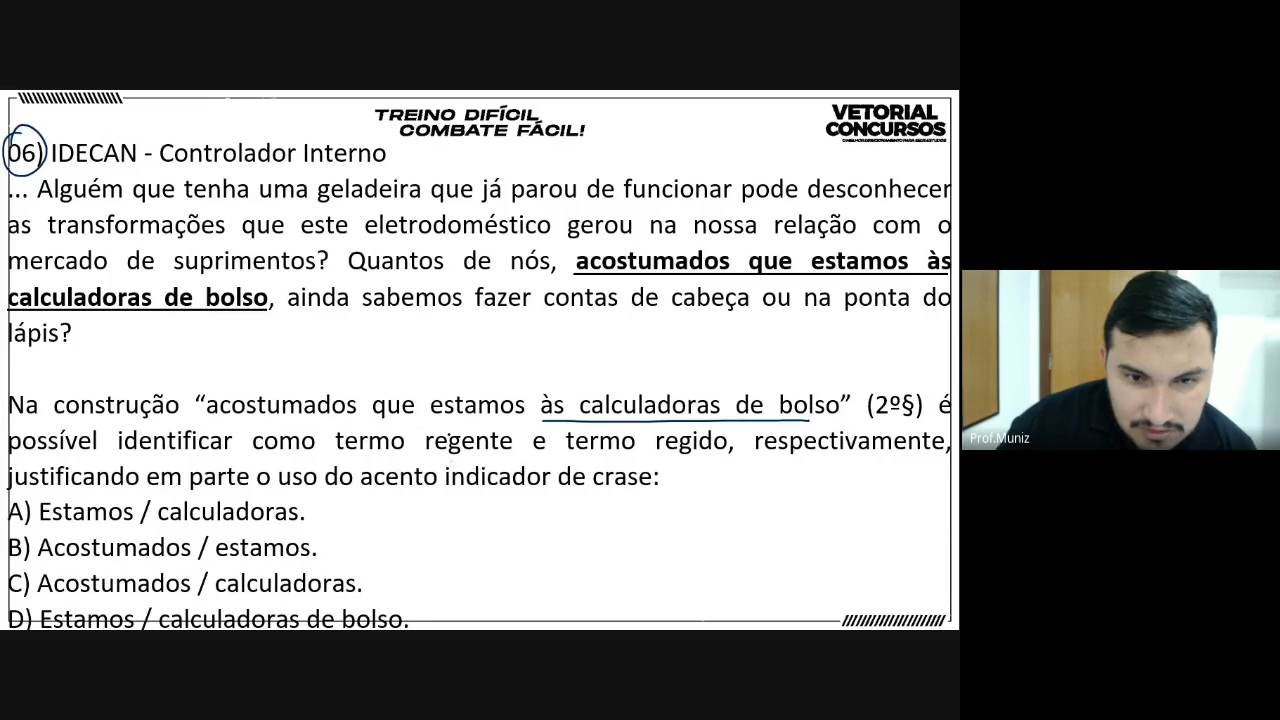 TREINO DIFÍCIL
COMBATE FÁCIL!
VETORIAL
CONCURSOS
06) IDECAN - Controlador Interno
... Alguém que tenha uma geladeira que já parou de funcionar pode desconhecer
as transformações que este eletrodoméstico gerou na nossa relação com o
mercado de suprimentos? Quantos de nós, acostumados que estamos às
calculadoras de bolso, ainda sabemos fazer contas de cabeça ou na ponta do
lápis?
Na construção “acostumados que estamos às calculadoras de bolso” (2º§) é
possível identificar como termo regente e termo regido, respectivamente,
justificando em parte o uso do acento indicador de crase:
A) Estamos / calculadoras.
B) Acostumados / estamos.
C) Acostumados / calculadoras.
D) Estamos / calculadoras de bolso.
Prof.Muniz